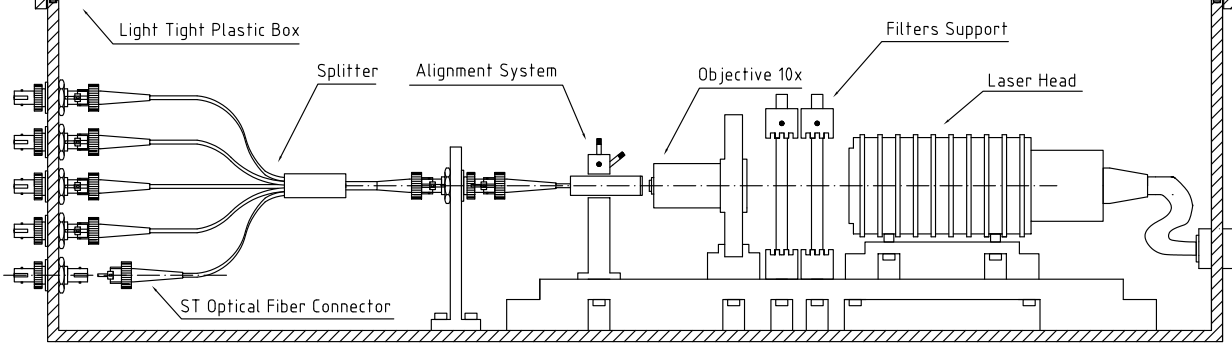 Light Tight Plastic Box
Splitter
Alignment System
Objective 10x
Filters Support
Laser Head
ST Optical Fiber Connector